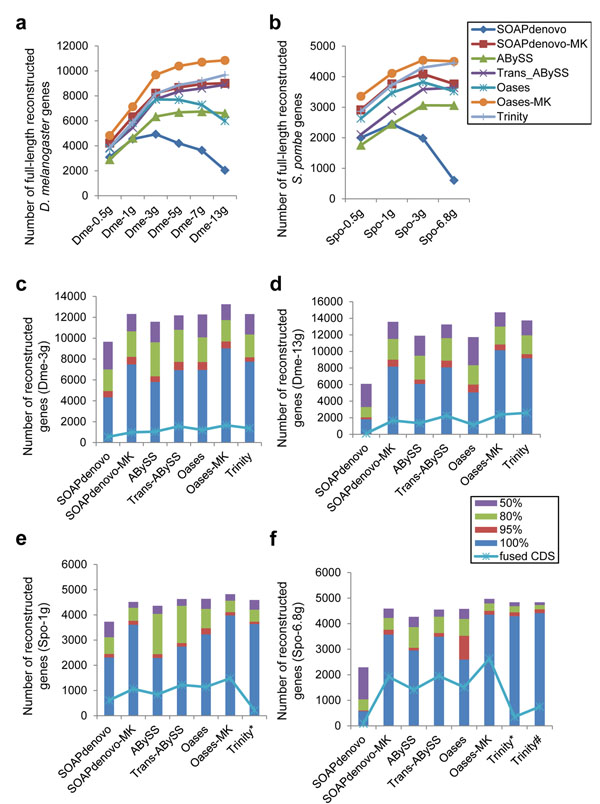 a
Number of full-length reconstructed
D. melanogaster genes
12000
10000
8000
6000
4000
2000
0
Dme-0.5g
Dme-1g
Dme-3g
Dme-5g
Dme-7g
Dme-13g
b
Number of full-length reconstructed
S. pombe genes
5000
4000
3000
2000
1000
0
Spo-0.5g
Spo-1g
Spo-3g
Spo-6.8g
SOAPdenovo
SOAPdenovo-MK
ABySS
Trans_ABySS
Oases
Oases-MK
Trinity
c
Number of reconstructed
genes (Dme-3g)
14000
12000
10000
8000
6000
4000
2000
0
SOAPdenovo
SOAPdenovo-MK
ABySS
Trans-ABySS
Oases
Oases-MK
Trinity
d
Number of reconstructed
genes (Dme-13g)
16000
14000
12000
10000
8000
6000
4000
2000
0
SOAPdenovo
SOAPdenovo-MK
ABySS
Trans-ABySS
Oases
Oases-MK
Trinity
50%
80%
95%
100%
fused CDS
e
Number of reconstructed
genes (Spo-1g)
6000
5000
4000
3000
2000
1000
0
SOAPdenovo
SOAPdenovo-MK
ABySS
Trans-ABySS
Oases
Oases-MK
Trinity*
f
Number of reconstructed
genes (Spo-6.8g)
6000
5000
4000
3000
2000
1000
0
SOAPdenovo
SOAPdenovo-MK
ABySS
Trans-ABySS
Oases
Oases-MK
Trinity*
Trinity#